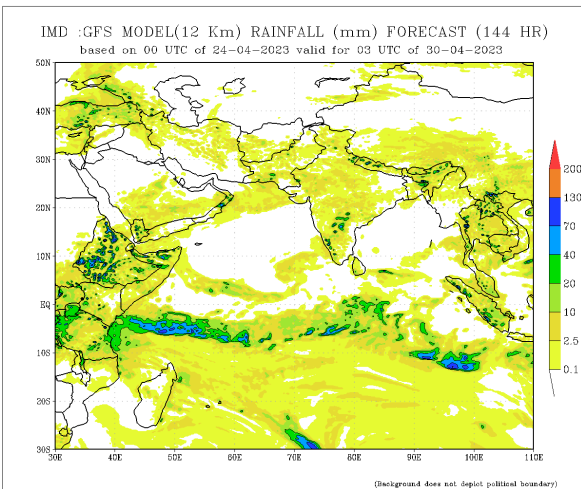 IMD :GFS MODEL(12 Km) RAINFALL (mm) FORECAST (144 HR)
based on 00 UTC of 24-04-2023 valid for 03 UTC of 30-04-2023
50N
40N
30N
20N
10N
EQ
10S
20S
30S
30E 40E 50E 60E 70E 80E 90E 100E 110E
200
130
70
40
20
10
2.5
0.1
(Background does not depict political boundary)